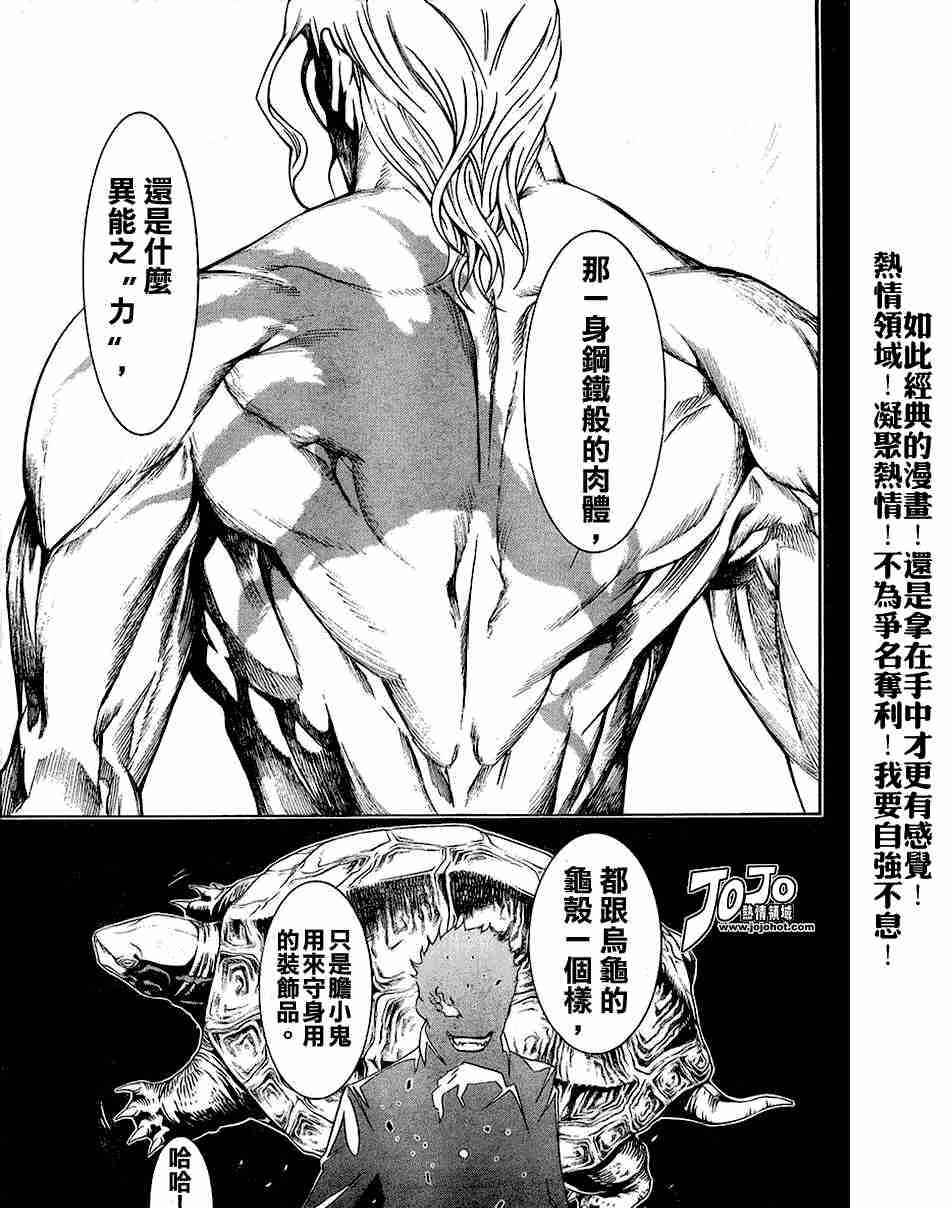 那一身鋼鐵般的肉體，
還是什麼
異能之〞力〝，
都跟烏龜的
龜殼一個樣，
只是膽小鬼
用來守身用
的裝飾品。
哈哈！
JOJO
熱情領域
www.jojohot.com
如此經典的漫畫！還是拿在手中才更有感覺！
熱情領域！凝聚熱情！不為爭名奪利！我要自強不息！